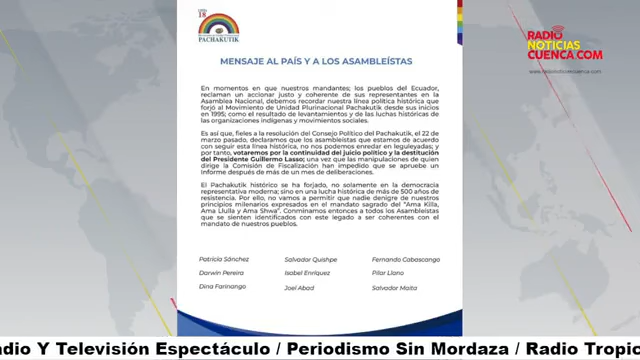 LISTA
18
PACHAKUTIK
RADIO
NOTICIAS
CUENCA.COM
www.radionoticiascuenca.com
MENSAJE AL PAÍS Y A LOS ASAMBLEÍSTAS
En momentos en que nuestros mandantes; los pueblos del Ecuador,
reclaman un accionar justo y coherente de sus representantes en la
Asamblea Nacional, debemos recordar nuestra línea política histórica que
forjó al Movimiento de Unidad Plurinacional Pachakutik desde sus inicios
en 1995; como el resultado de levantamientos y de las luchas históricas de
las organizaciones indígenas y movimientos sociales.
Es así que, fieles a la resolución del Consejo Político del Pachakutik, el 22 de
marzo pasado, declaramos que los asambleístas que estamos de acuerdo
con seguir esta línea histórica, no nos podemos enredar en leguleyadas; y
por tanto, votaremos por la continuidad del juicio político y la destitución
del Presidente Guillermo Lasso; una vez que las manipulaciones de quien
dirige la Comisión de Fiscalización han impedido que se apruebe un
Informe después de más de un mes de deliberaciones.
El Pachakutik histórico se ha forjado, no solamente en la democracia
representativa moderna; sino en una lucha histórica de más de 500 años de
resistencia. Por ello, no vamos a permitir que nadie denigre de nuestros
principios milenarios expresados en el mandato sagrado del "Ama Killa,
Ama Llulla y Ama Shwa". Conminamos entonces a todos los Asambleístas
que se sienten identificados con este legado a ser coherentes con el
mandato de nuestros pueblos.
Patricia Sánchez Salvador Quishpe Fernando Cabascango
Darwin Pereira Isabel Enríquez Pilar Llano
Dina Farinango Joel Abad Salvador Maita
adio Y Televisión Espectáculo / Periodismo Sin Mordaza / Radio Tropic